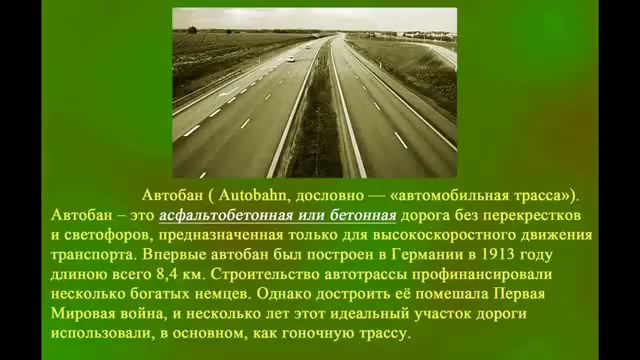 Автобан ( Autobahn, дословно — «автомобильная трасса»).
Автобан – это асфальтобетонная или бетонная дорога без перекрестков
и светофоров, предназначенная только для высокоскоростного движения
транспорта. Впервые автобан был построен в Германии в 1913 году
длиною всего 8,4 км. Строительство автотрассы профинансировали
несколько богатых немцев. Однако достроить её помешала Первая
Мировая война, и несколько лет этот идеальный участок дороги
использовали, в основном, как гоночную трассу.